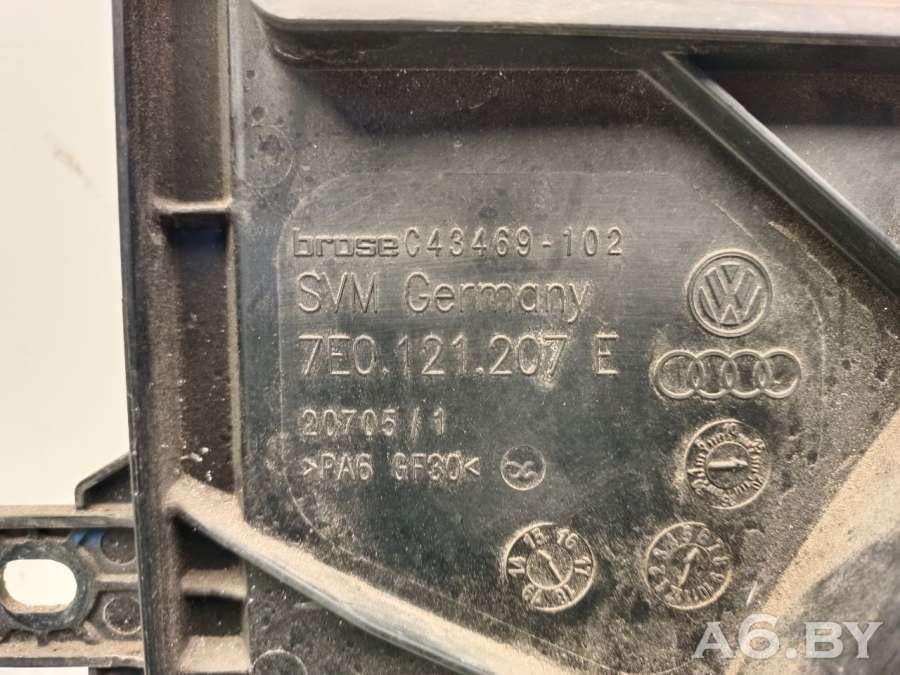 brose C43469-102
SVM Germany
7E0.121.207 E
20705/1
>PA6 GF30<
A6.BY